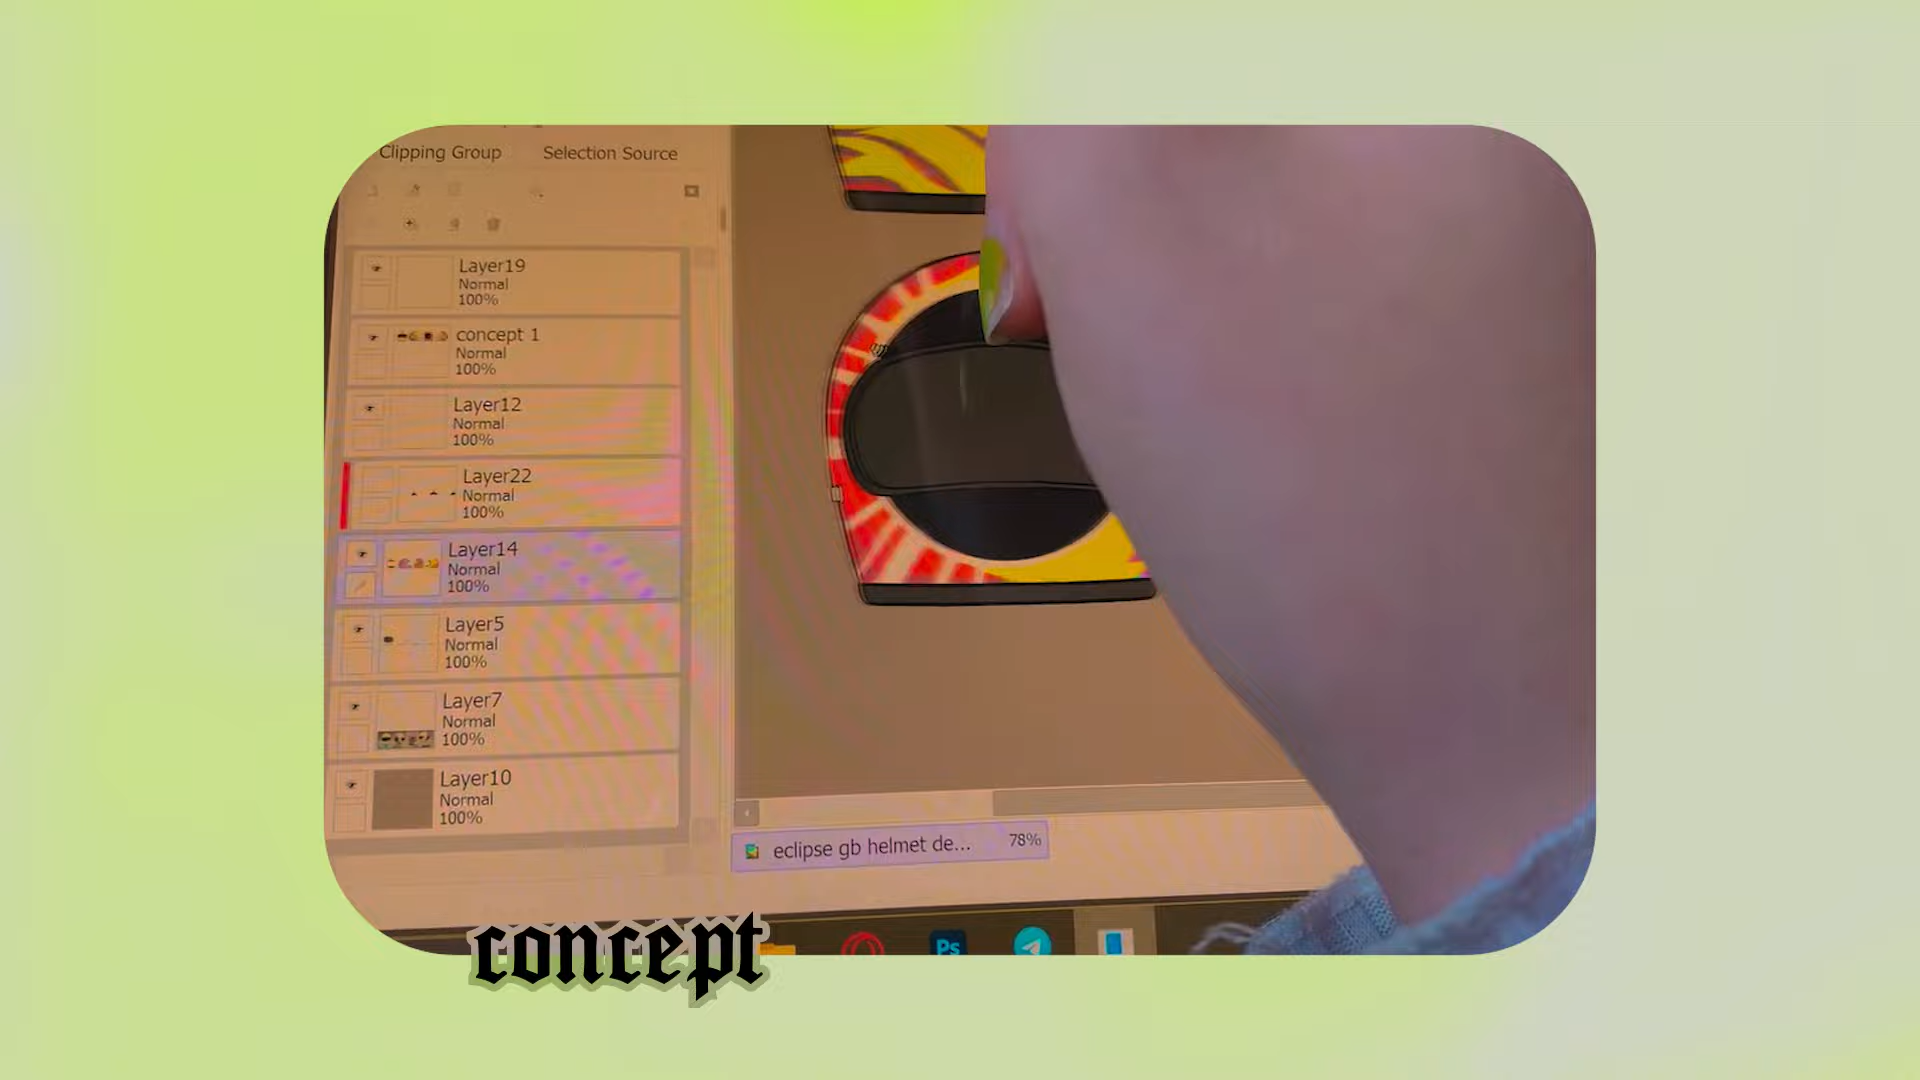 Clipping Group Selection Source
Layer19
Normal
100%
concept 1
Normal
100%
Layer12
Normal
100%
Layer22
Normal
100%
Layer14
Normal
100%
Layer5
Normal
100%
Layer7
Normal
100%
Layer10
Normal
100%
eclipse gb helmet de... 78%
Ps
concept